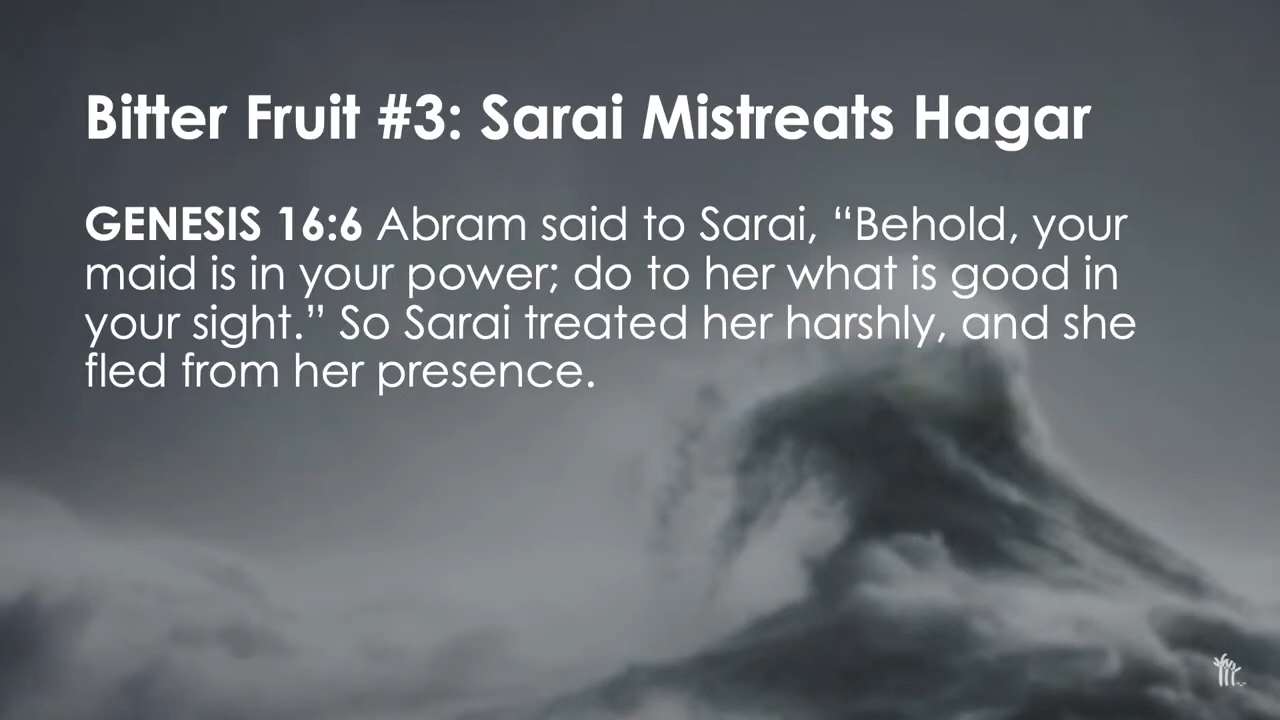 Bitter Fruit #3: Sarai Mistreats Hagar
GENESIS 16:6 Abram said to Sarai, “Behold, your
maid is in your power; do to her what is good in
your sight.” So Sarai treated her harshly, and she
fled from her presence.